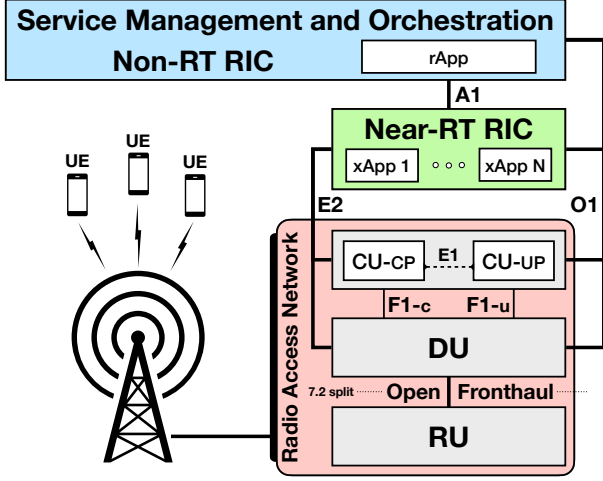 Service Management and Orchestration
Non-RT RIC
rApp
A1
Near-RT RIC
xApp 1
xApp N
UE
UE
UE
E2
O1
Radio Access Network
CU-CP
E1
CU-UP
F1-c
F1-u
DU
7.2 split
Open
Fronthaul
RU